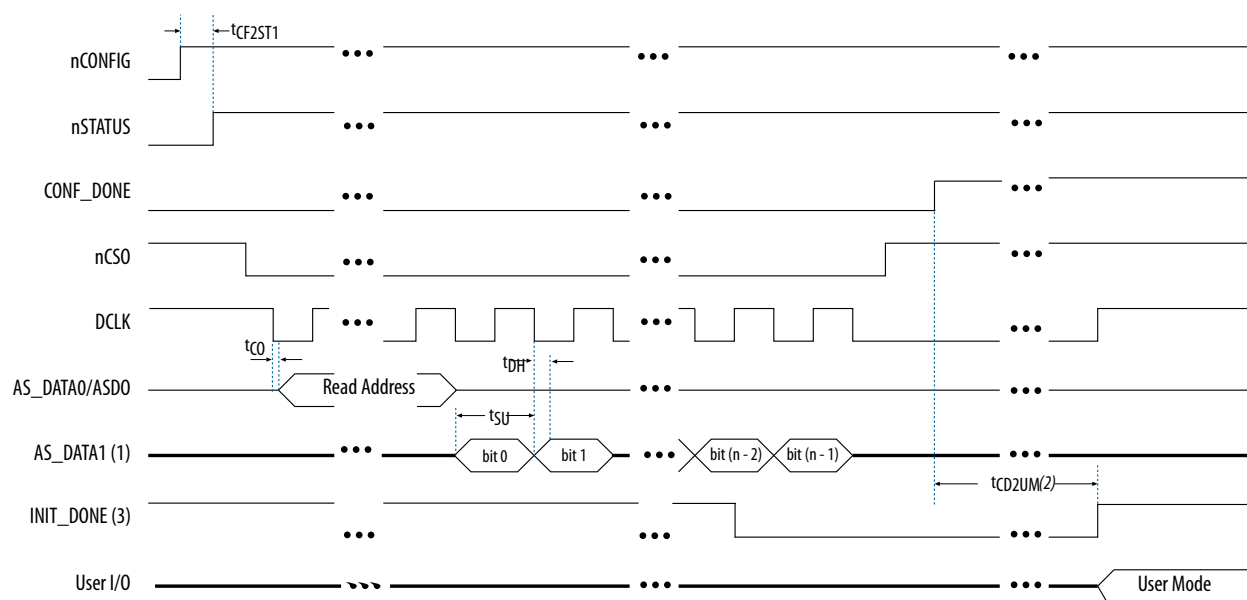 tCF2ST1
nCONFIG
nSTATUS
CONF_DONE
nCSO
DCLK
tCO
tDH
AS_DATA0/ASDO
Read Address
tSU
AS_DATA1 (1)
bit 0
bit 1
bit (n - 2)
bit (n - 1)
tCD2UM(2)
INIT_DONE (3)
User I/O
User Mode